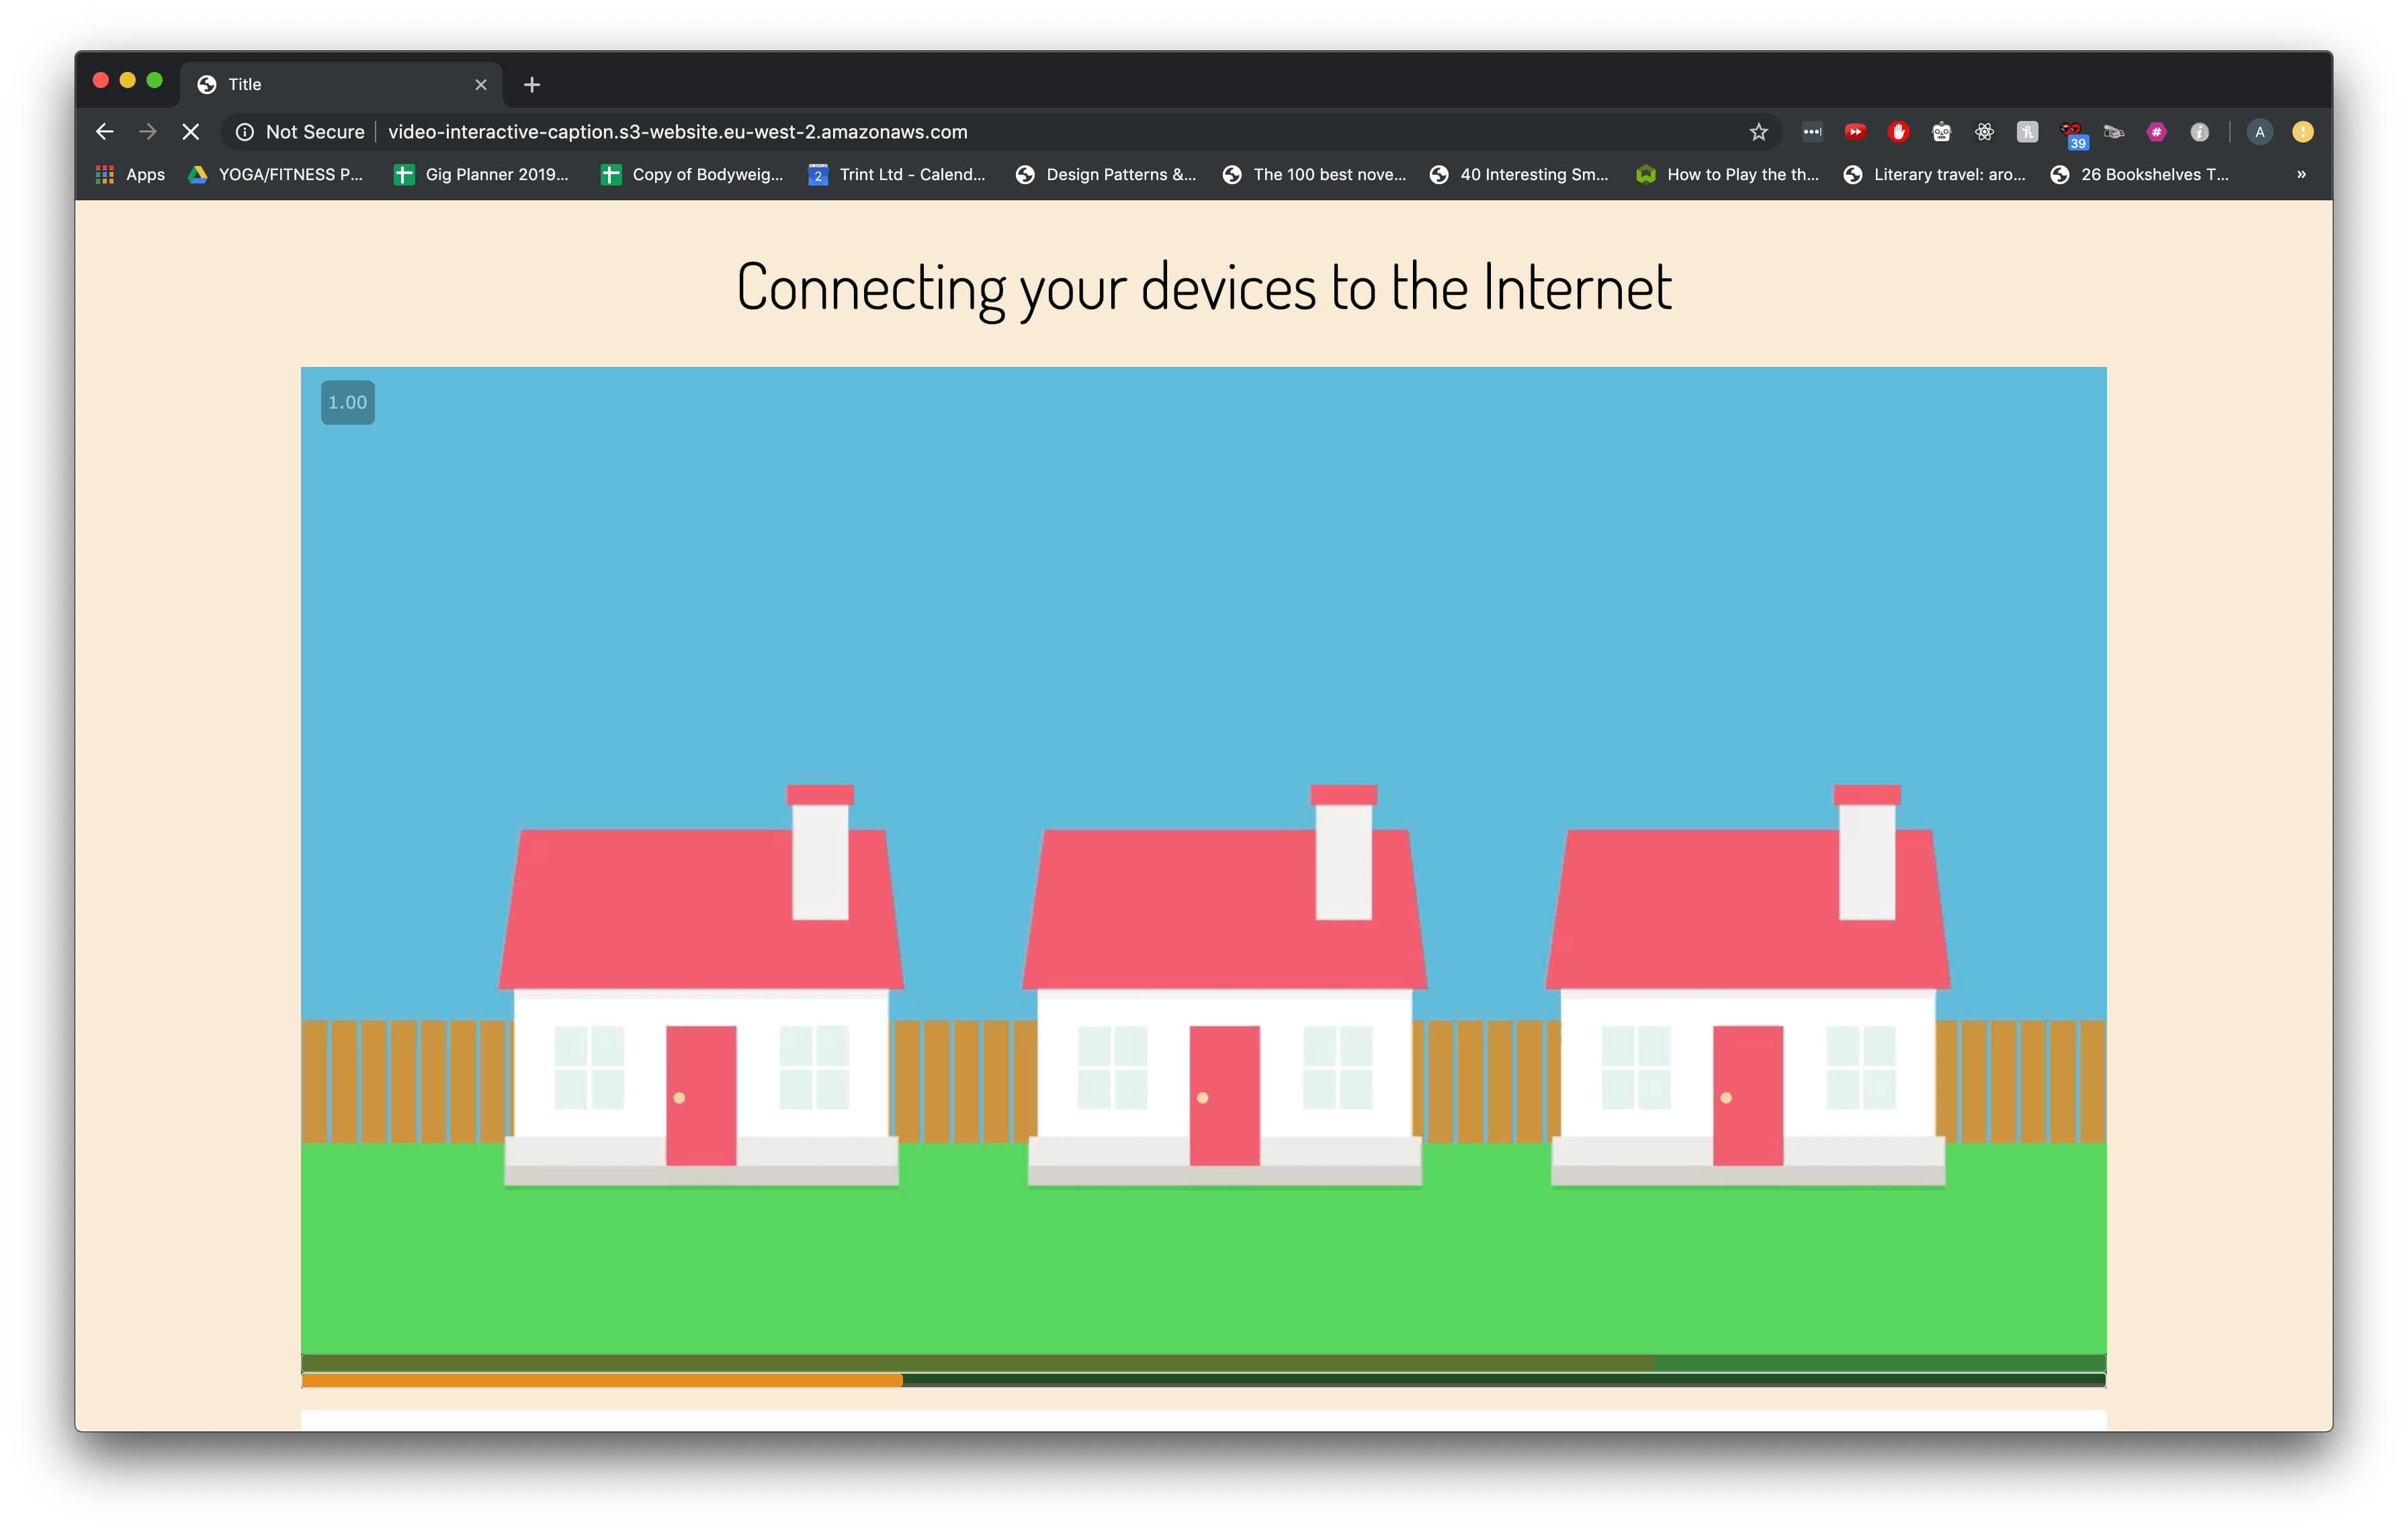 Title
Not Secure video-interactive-caption.s3-website.eu-west-2.amazonaws.com 39 A
Apps YOGA/FITNESS P... Gig Planner 2019... Copy of Bodyweig... 2 Trint Ltd - Calend... Design Patterns &... The 100 best nove... 40 Interesting Sm... How to Play the th... Literary travel: aro... 26 Bookshelves T... »
Connecting your devices to the Internet
1.00